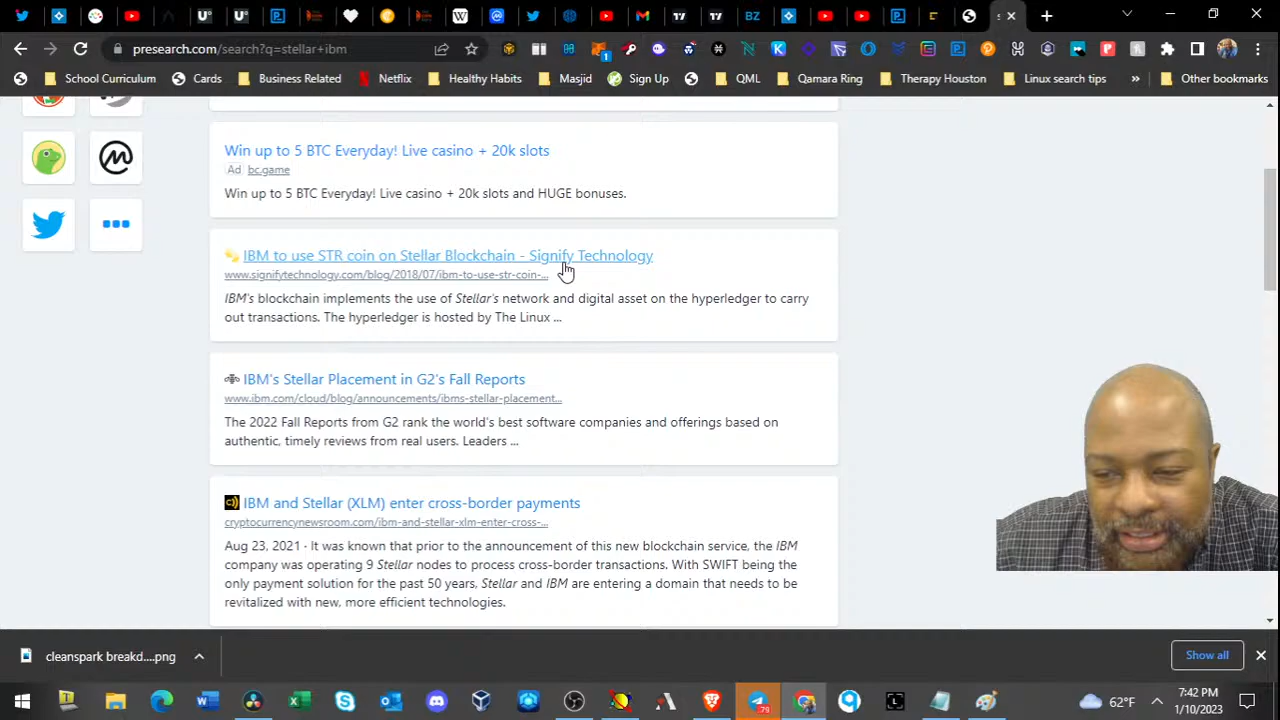 presearch.com/search?q=stellar+ibm
School Curriculum
Cards
Business Related
Netflix
Healthy Habits
Masjid
Sign Up
QML
Qamara Ring
Therapy Houston
Linux search tips
»
Other bookmarks
Win up to 5 BTC Everyday! Live casino + 20k slots
Ad bc.game
Win up to 5 BTC Everyday! Live casino + 20k slots and HUGE bonuses.
IBM to use STR coin on Stellar Blockchain - Signify Technology
www.signifytechnology.com/blog/2018/07/ibm-to-use-str-coin-...
IBM's blockchain implements the use of Stellar's network and digital asset on the hyperledger to carry
out transactions. The hyperledger is hosted by The Linux ...
IBM's Stellar Placement in G2's Fall Reports
www.ibm.com/cloud/blog/announcements/ibms-stellar-placement...
The 2022 Fall Reports from G2 rank the world's best software companies and offerings based on
authentic, timely reviews from real users. Leaders ...
IBM and Stellar (XLM) enter cross-border payments
cryptocurrencynewsroom.com/ibm-and-stellar-xlm-enter-cross-...
Aug 23, 2021 · It was known that prior to the announcement of this new blockchain service, the IBM
company was operating 9 Stellar nodes to process cross-border transactions. With SWIFT being the
only payment solution for the past 50 years, Stellar and IBM are entering a domain that needs to be
revitalized with new, more efficient technologies.
cleanspark breakd....png
Show all
62°F
7:42 PM
1/10/2023